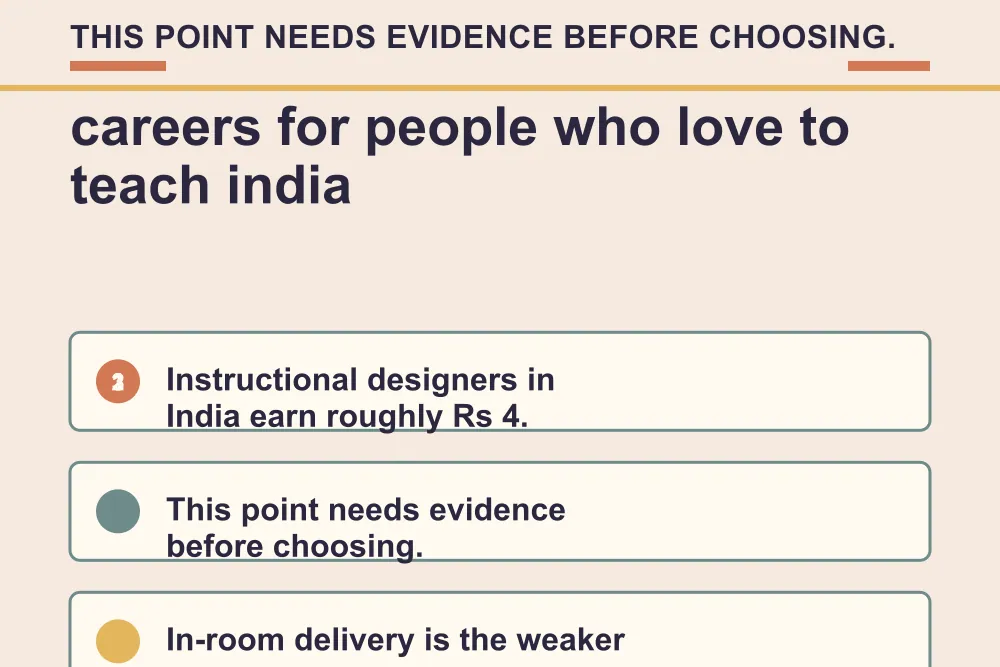 THIS POINT NEEDS EVIDENCE BEFORE CHOOSING.
careers for people who love to
teach india
Instructional designers in
India earn roughly Rs 4.
This point needs evidence
before choosing.
In-room delivery is the weaker